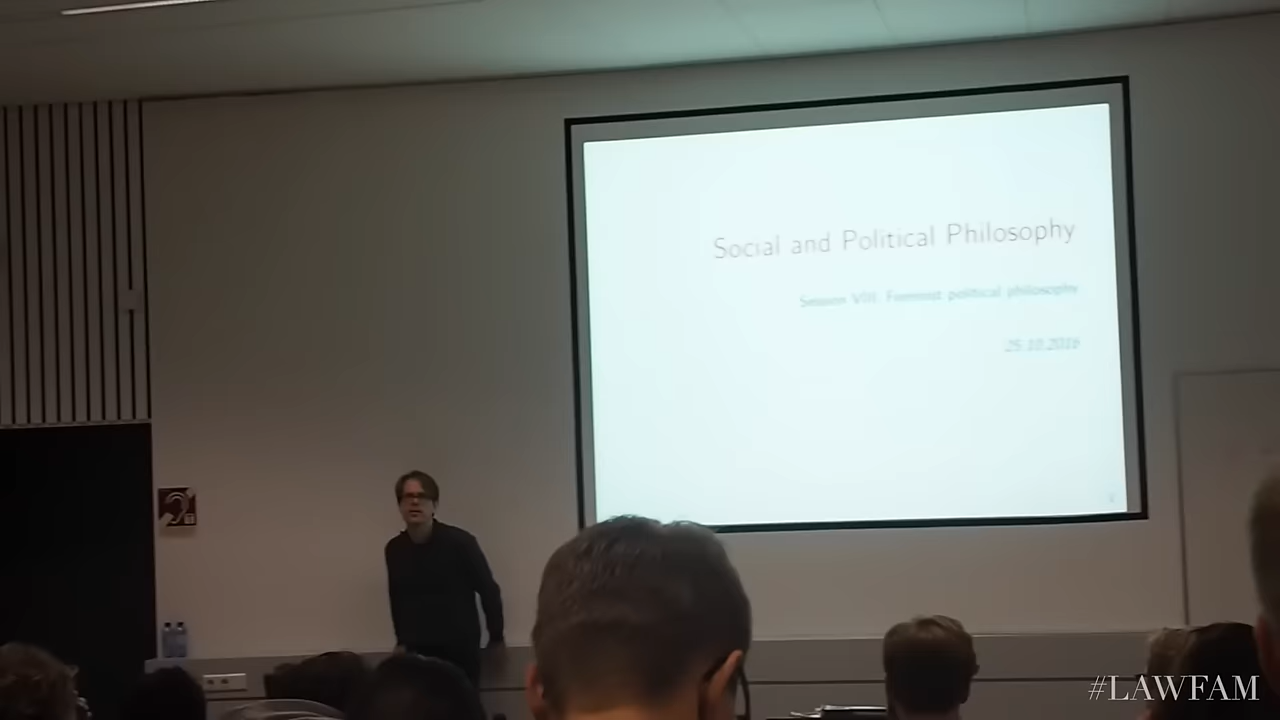 Social and Political Philosophy
Session VIII: Feminist political philosophy
25.10.2016
#LAWFAM